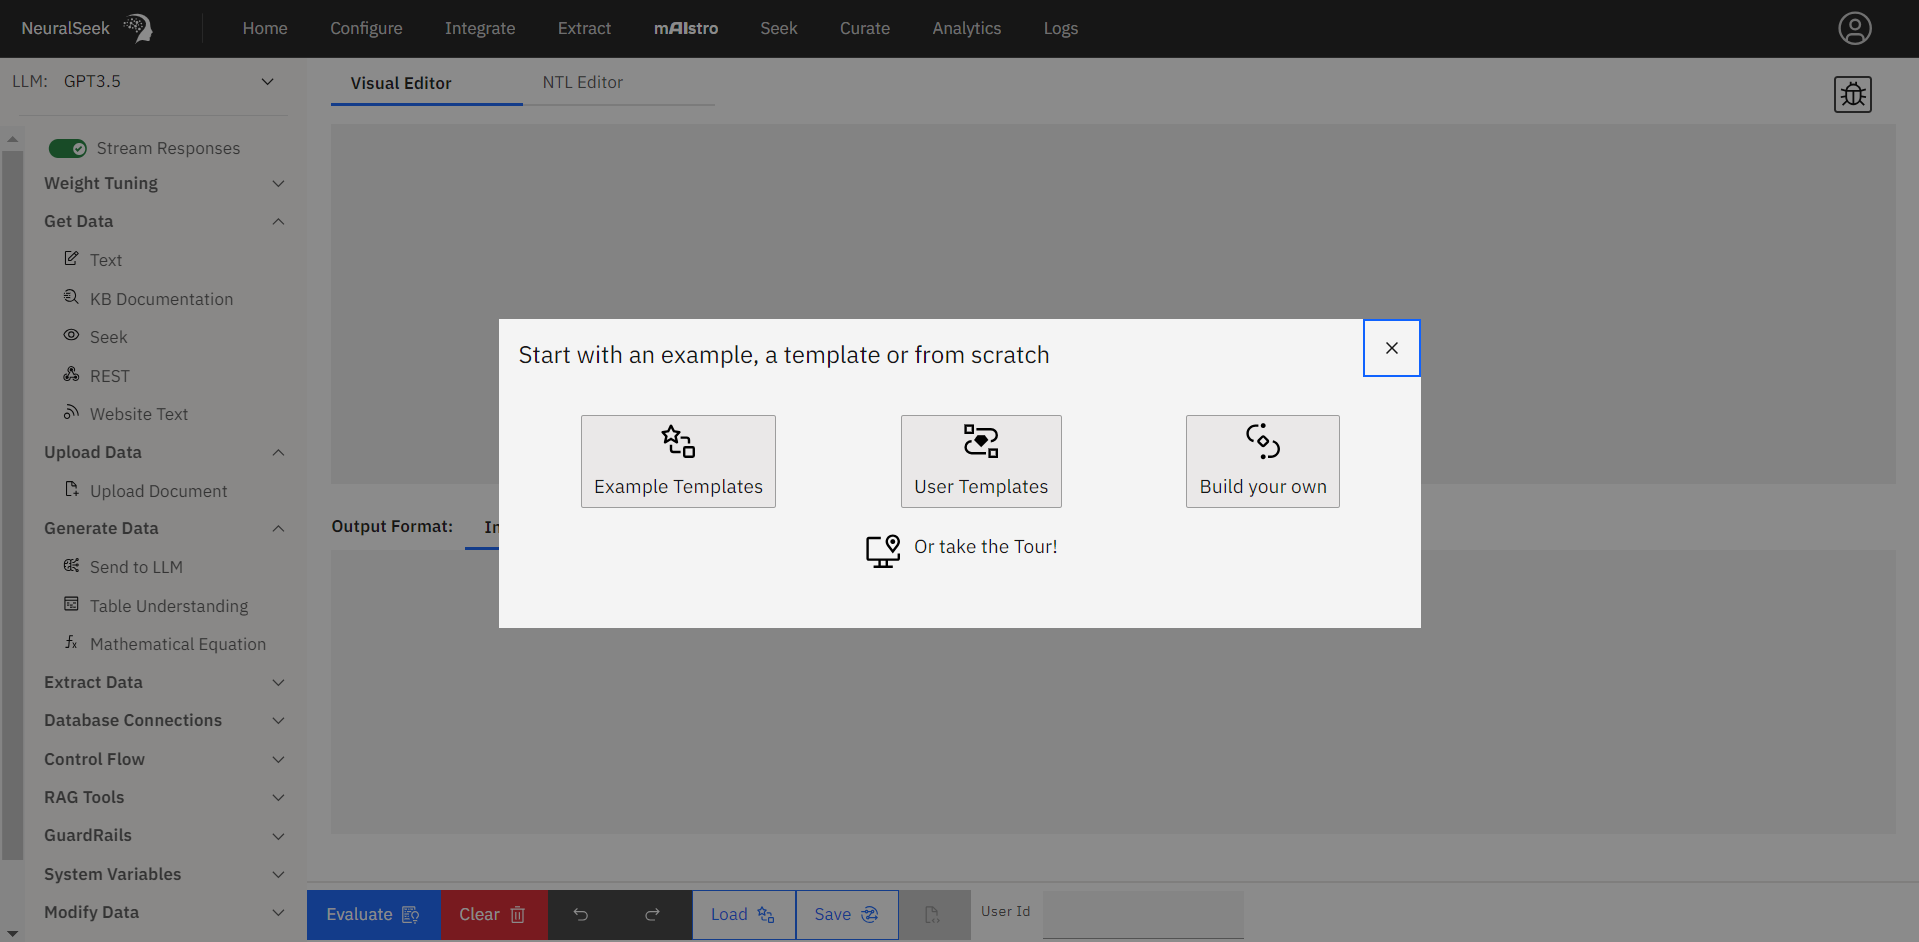 NeuralSeek
Home
Configure
Integrate
Extract
mAIstro
Seek
Curate
Analytics
Logs
LLM: GPT3.5
Stream Responses
Weight Tuning
Get Data
Text
KB Documentation
Seek
REST
Website Text
Upload Data
Upload Document
Generate Data
Send to LLM
Table Understanding
Mathematical Equation
Extract Data
Database Connections
Control Flow
RAG Tools
GuardRails
System Variables
Modify Data
Visual Editor
NTL Editor
Start with an example, a template or from scratch
Example Templates
User Templates
Build your own
Or take the Tour!
Output Format:
Evaluate
Clear
Load
Save
User Id